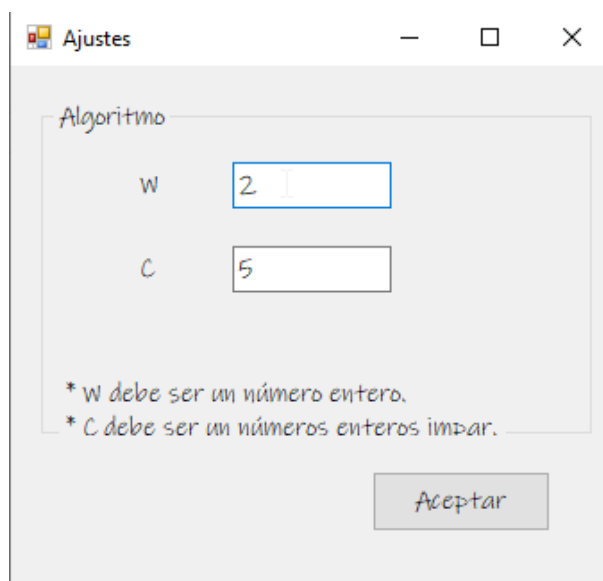 Ajustes
Algoritmo
W 2
C 5
* W debe ser un número entero.
* C debe ser un números enteros impar.
Aceptar